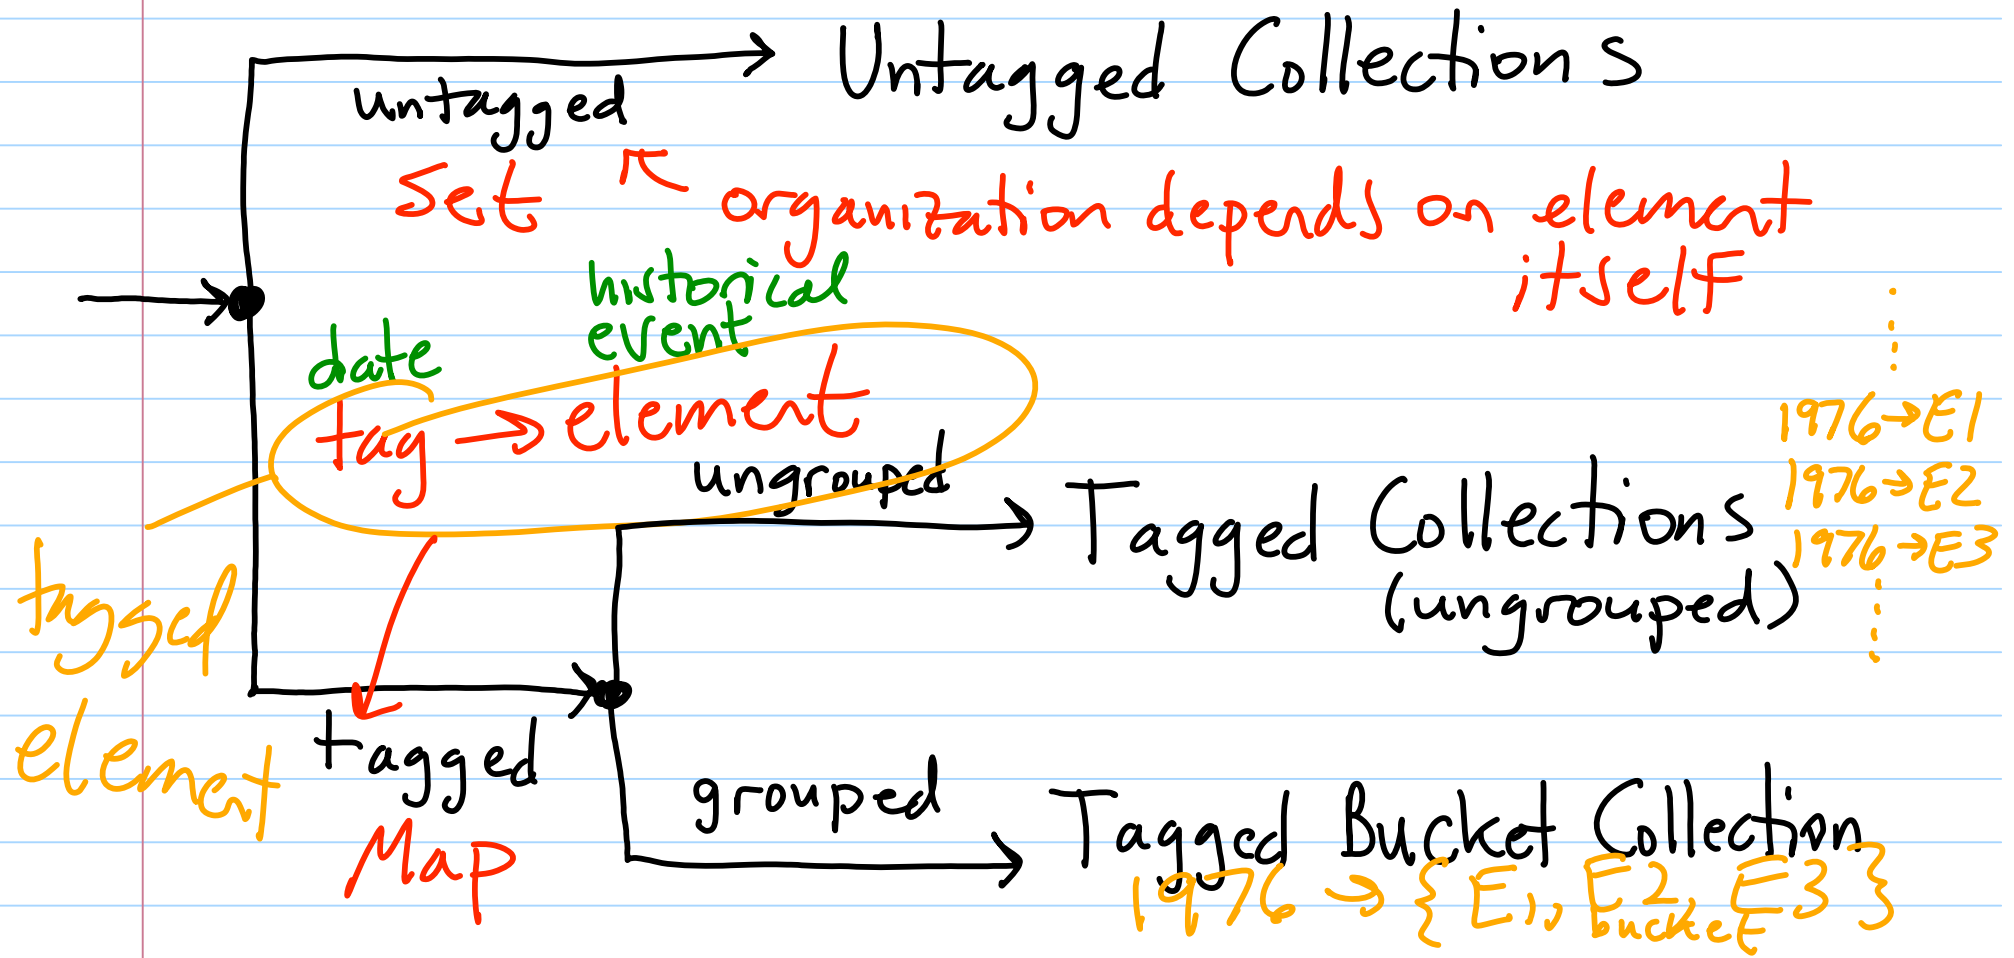 Untagged Collections
untagged
Set
organization depends on element
itself
historical
event
date
tag → element
ungrouped
1976 → E1
1976 → E2
1976 → E3
Tagged Collections
(ungrouped)
tagged
element
tagged
Map
grouped
Tagged Bucket Collection
1976 → { E1, E2, E3 }
bucket